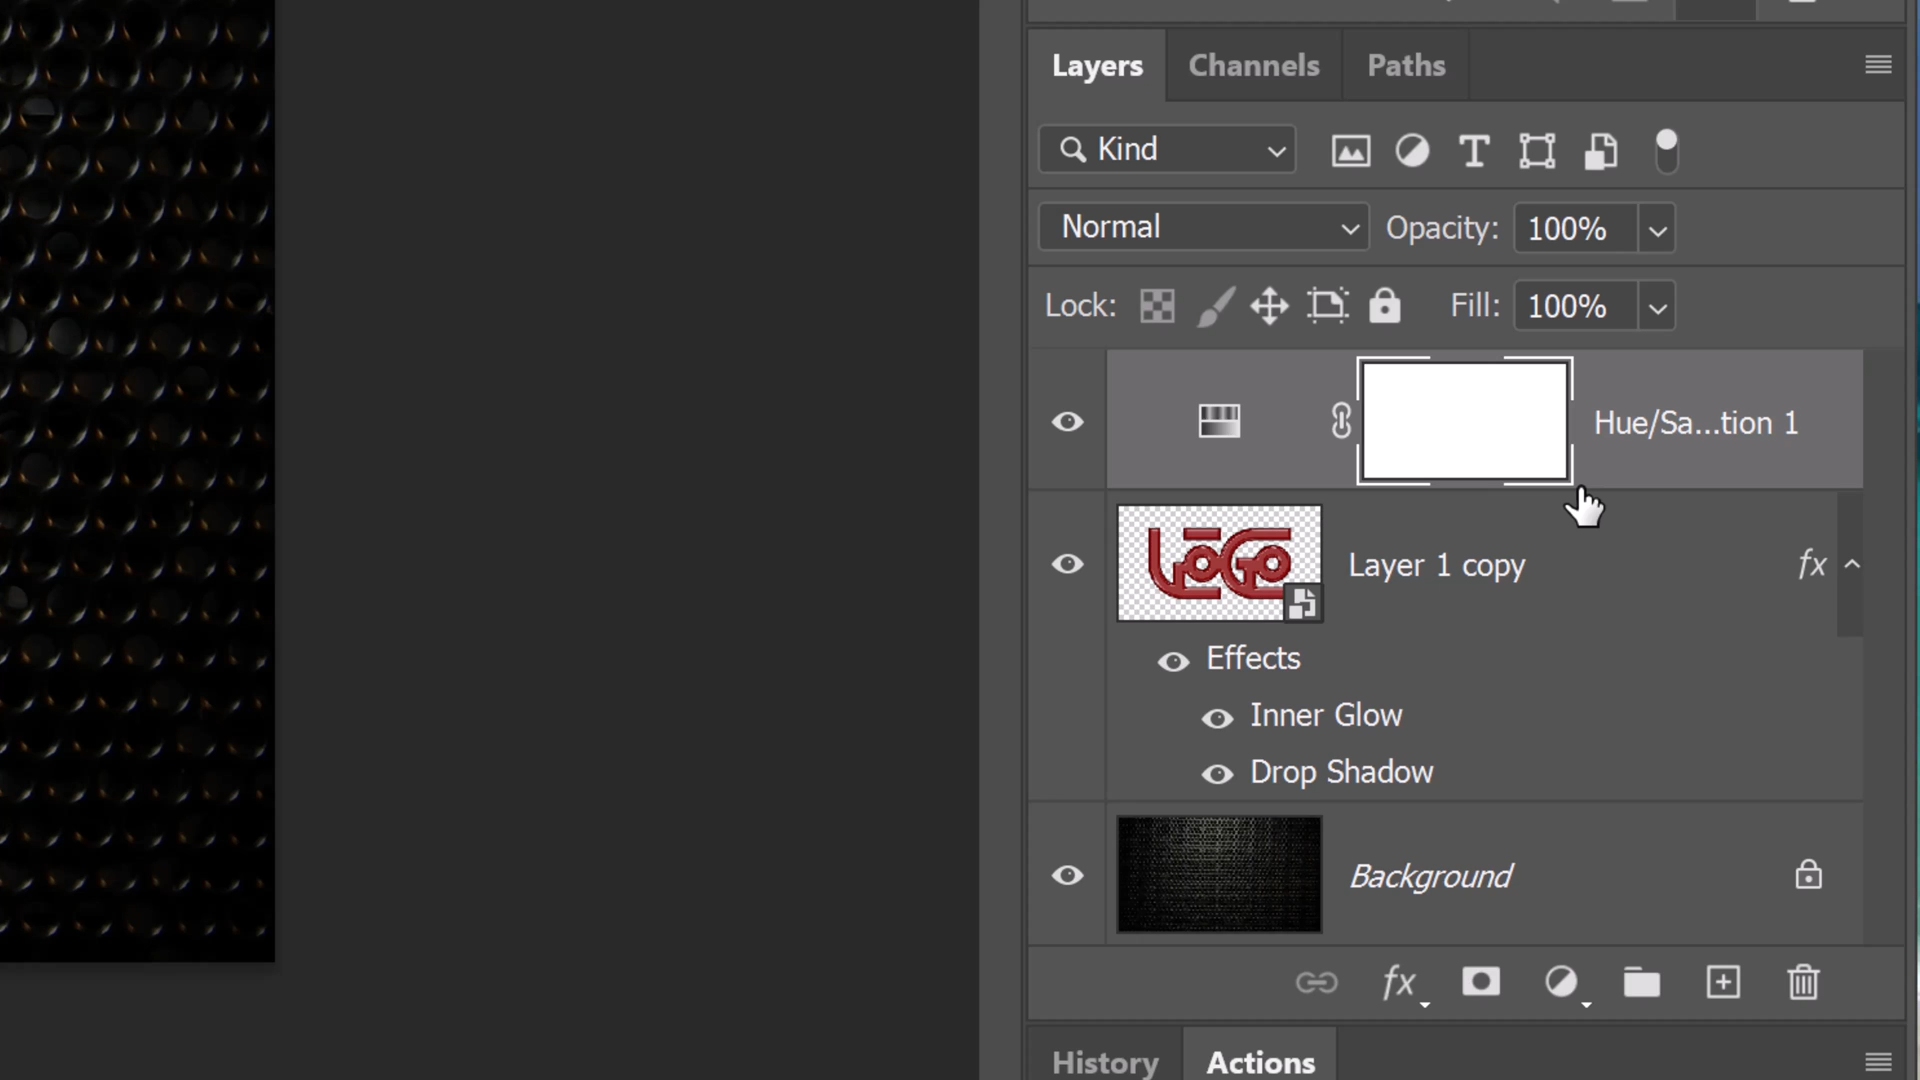 Layers Channels Paths
Kind
Normal Opacity: 100%
Lock: Fill: 100%
Hue/Sa...tion 1
LOGO
Layer 1 copy fx
Effects
Inner Glow
Drop Shadow
Background
fx
History Actions